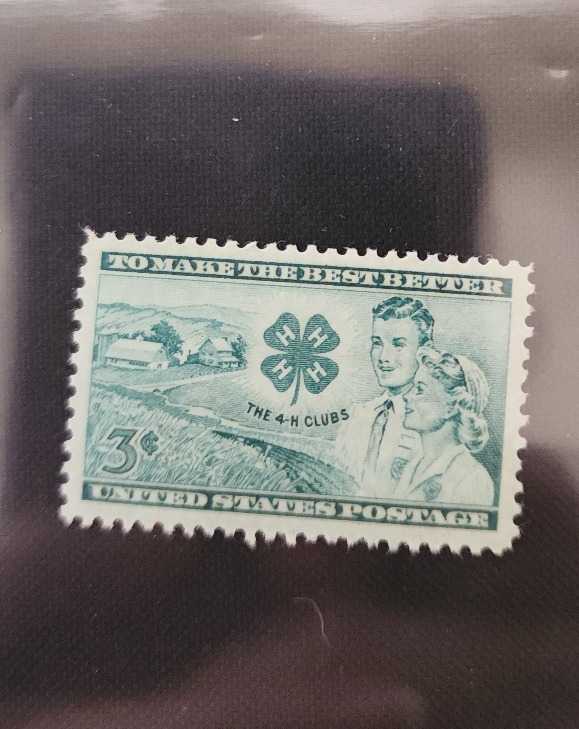 TO MAKE THE BEST BETTER
H H
H H
THE 4-H CLUBS
3¢
UNITED STATES POSTAGE